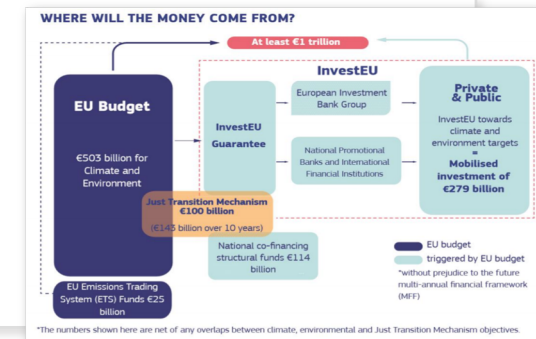 WHERE WILL THE MONEY COME FROM?
At least €1 trillion
InvestEU
EU Budget
€503 billion for
Climate and
Environment
InvestEU
Guarantee
European Investment
Bank Group
National Promotional
Banks and International
Financial Institutions
Private
& Public
InvestEU towards
climate and
environment targets
=
Mobilised
investment of
€279 billion
Just Transition Mechanism
€100 billion
(€143 billion over 10 years)
National co-financing
structural funds €114
billion
EU Emissions Trading
System (ETS) Funds €25
billion
EU budget
triggered by EU budget
*without prejudice to the future
multi-annual financial framework
(MFF)
*The numbers shown here are net of any overlaps between climate, environmental and Just Transition Mechanism objectives.